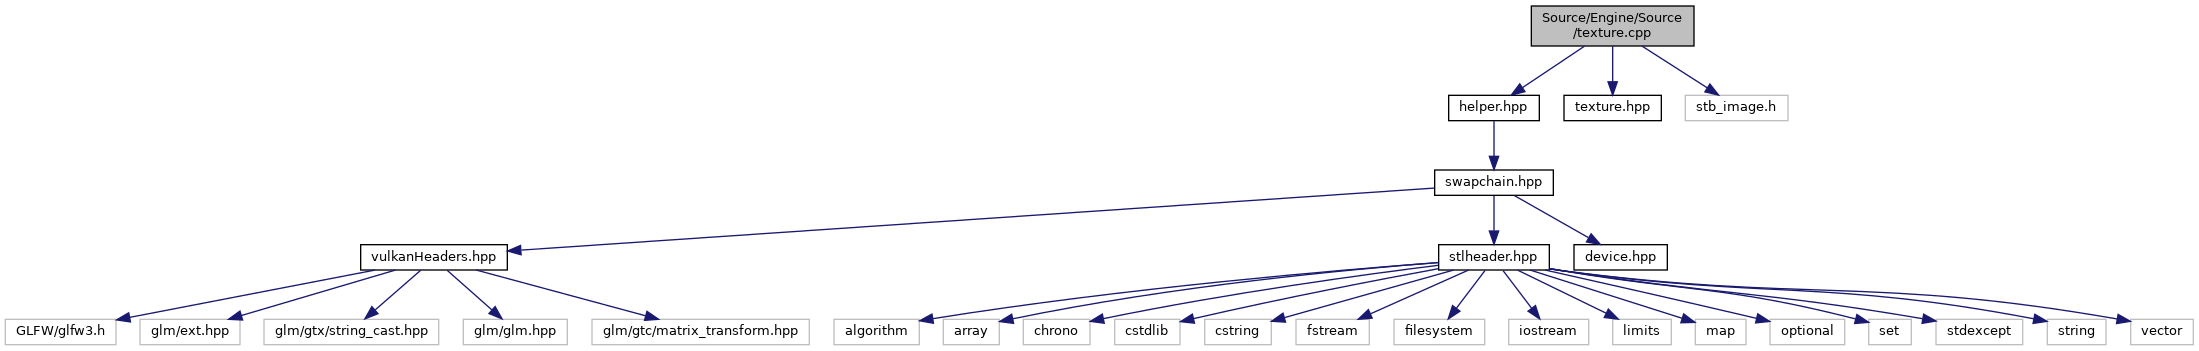 Source/Engine/Source
/texture.cpp
helper.hpp
texture.hpp
stb_image.h
swapchain.hpp
vulkanHeaders.hpp
stlheader.hpp
device.hpp
GLFW/glfw3.h
glm/ext.hpp
glm/gtx/string_cast.hpp
glm/glm.hpp
glm/gtc/matrix_transform.hpp
algorithm
array
chrono
cstdlib
cstring
fstream
filesystem
iostream
limits
map
optional
set
stdexcept
string
vector